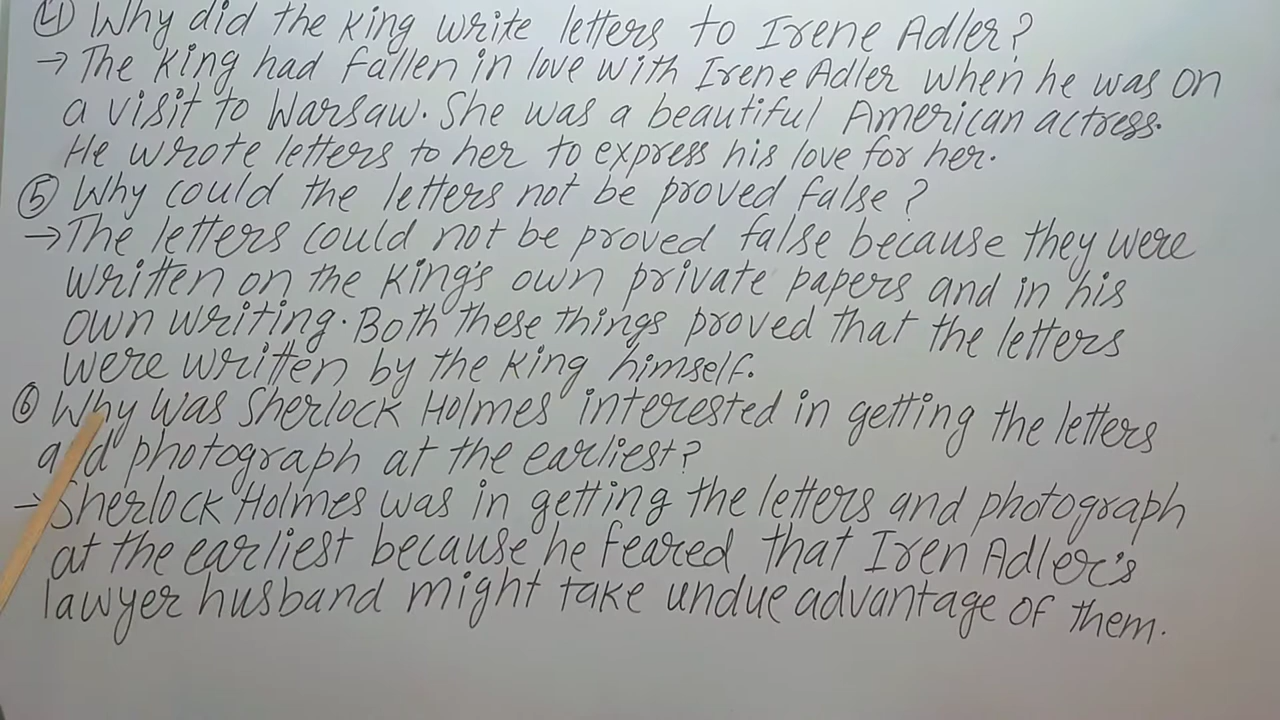 ④ Why did the King write letters to Irene Adler?
→ The King had fallen in love with Irene Adler when he was on
a visit to Warsaw. She was a beautiful American actress.
He wrote letters to her to express his love for her.
⑤ Why could the letters not be proved false?
→ The letters could not be proved false because they were
written on the King's own private papers and in his
own writing. Both these things proved that the letters
were written by the King himself.
⑥ Why was Sherlock Holmes interested in getting the letters
and photograph at the earliest?
→ Sherlock Holmes was in getting the letters and photograph
at the earliest because he feared that Iren Adler's
lawyer husband might take undue advantage of them.